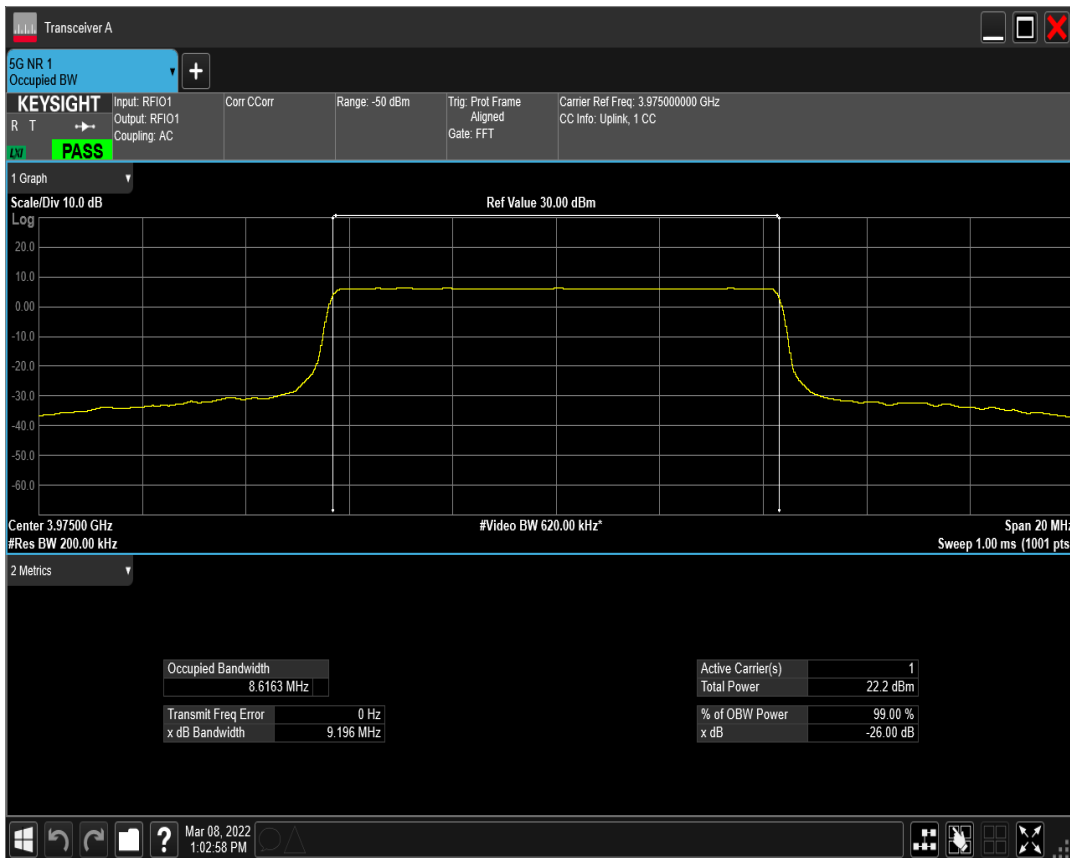 Transceiver A
5G NR 1
Occupied BW
+
KEYSIGHT
R T
LXI
PASS
Input: RFIO1
Output: RFIO1
Coupling: AC
Corr CCorr
Range: -50 dBm
Trig: Prot Frame
Aligned
Gate: FFT
Carrier Ref Freq: 3.975000000 GHz
CC Info: Uplink, 1 CC
1 Graph
Scale/Div 10.0 dB
Ref Value 30.00 dBm
Log
20.0
10.0
0.00
-10.0
-20.0
-30.0
-40.0
-50.0
-60.0
Center 3.97500 GHz
#Video BW 620.00 kHz*
Span 20 MHz
#Res BW 200.00 kHz
Sweep 1.00 ms (1001 pts
2 Metrics
Occupied Bandwidth
8.6163 MHz
Transmit Freq Error 0 Hz
x dB Bandwidth 9.196 MHz
Active Carrier(s) 1
Total Power 22.2 dBm
% of OBW Power 99.00 %
x dB -26.00 dB
?
Mar 08, 2022
1:02:58 PM